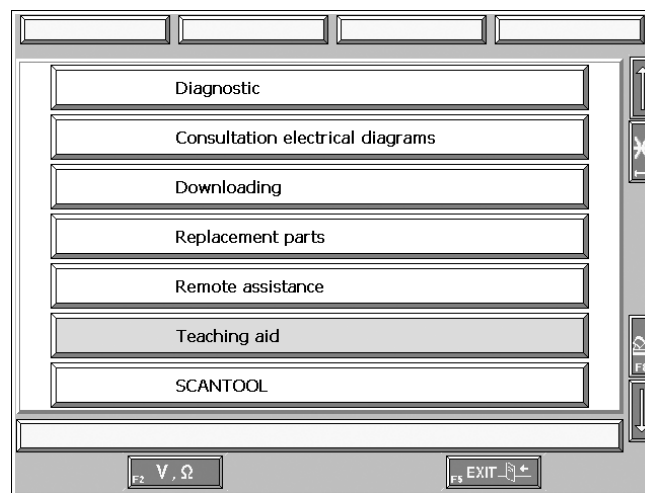 Diagnostic
Consultation electrical diagrams
Downloading
Replacement parts
Remote assistance
Teaching aid
SCANTOOL
F2 V , Ω
F5 EXIT